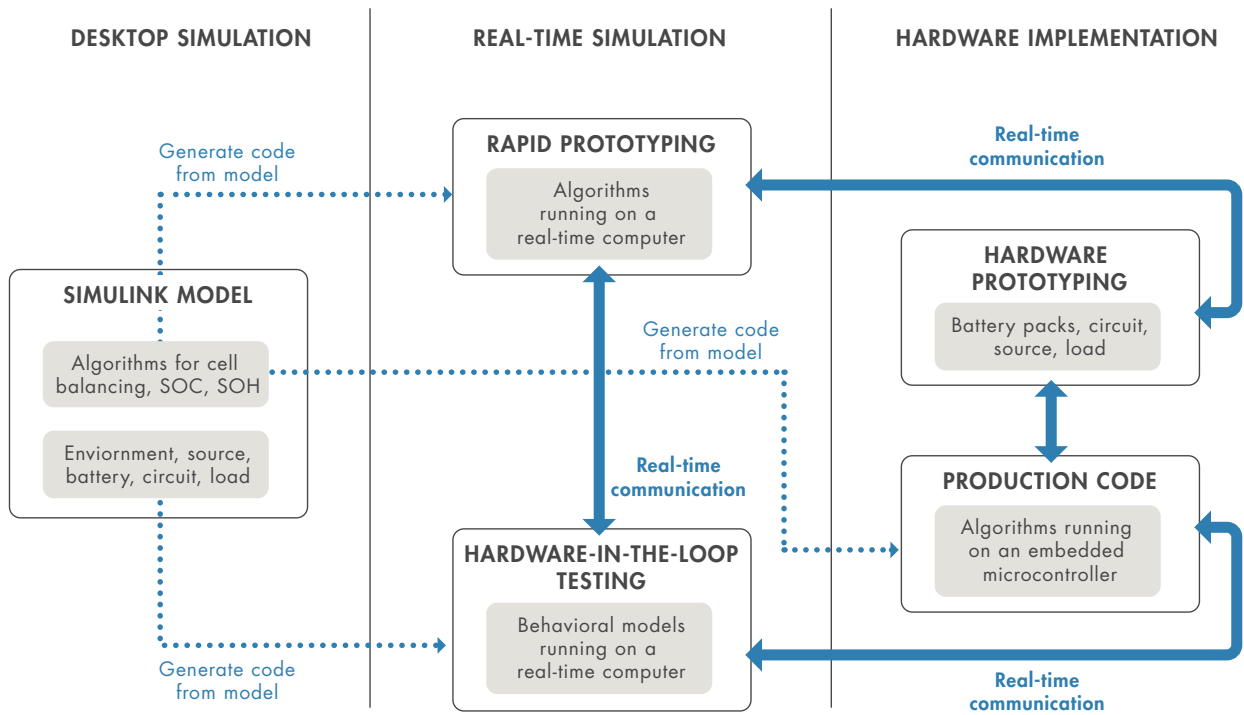 DESKTOP SIMULATION
REAL-TIME SIMULATION
HARDWARE IMPLEMENTATION
Generate code
from model
SIMULINK MODEL
Algorithms for cell
balancing, SOC, SOH
Enviornment, source,
battery, circuit, load
Generate code
from model
RAPID PROTOTYPING
Algorithms
running on a
real-time computer
Generate code
from model
Real-time
communication
HARDWARE-IN-THE-LOOP
TESTING
Behavioral models
running on a
real-time computer
Real-time
communication
HARDWARE
PROTOTYPING
Battery packs, circuit,
source, load
PRODUCTION CODE
Algorithms running
on an embedded
microcontroller
Real-time
communication